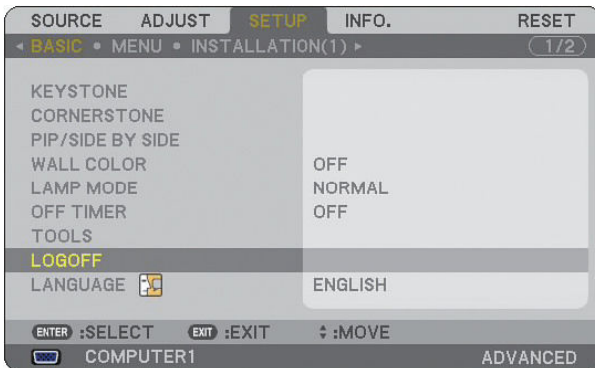 SOURCE ADJUST SETUP INFO. RESET
BASIC • MENU • INSTALLATION(1) 1/2
KEYSTONE
CORNERSTONE
PIP/SIDE BY SIDE
WALL COLOR OFF
LAMP MODE NORMAL
OFF TIMER OFF
TOOLS
LOGOFF
LANGUAGE ENGLISH
ENTER :SELECT EXIT :EXIT :MOVE
COMPUTER1 ADVANCED